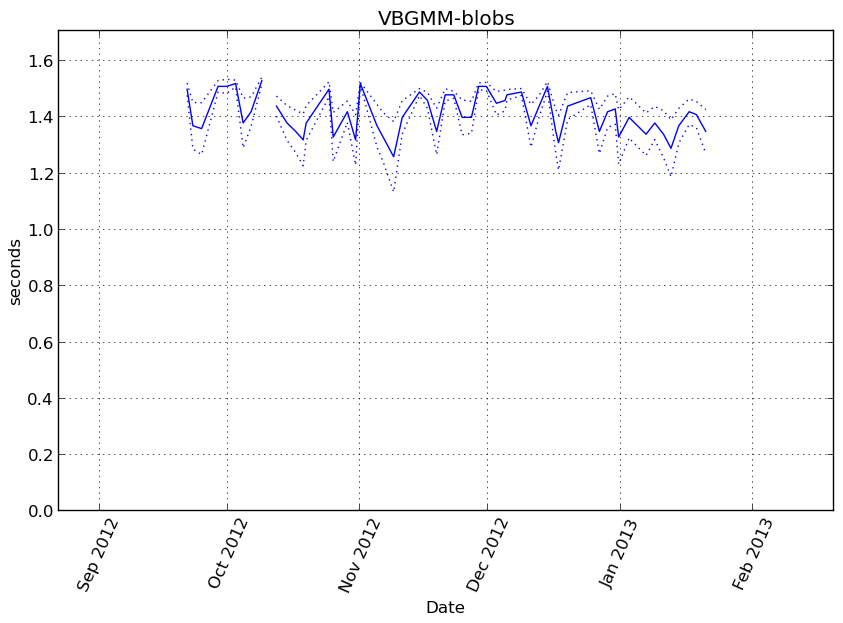 VBGMM-blobs
1.6
1.4
1.2
1.0
0.8
0.6
0.4
0.2
0.0
seconds
Sep 2012
Oct 2012
Nov 2012
Dec 2012
Jan 2013
Feb 2013
Date